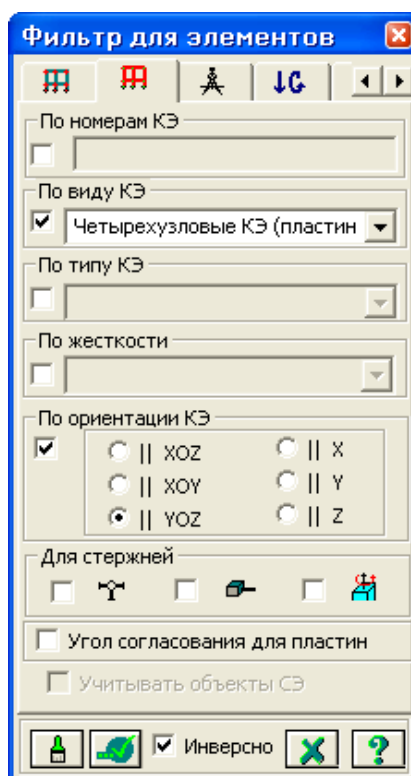 Фильтр для элементов
По номерам КЭ
По виду КЭ
Четырехузловые КЭ (пластин
По типу КЭ
По жесткости
По ориентации КЭ
|| XOZ || X
|| XOY || Y
|| YOZ || Z
Для стержней
Угол согласования для пластин
Учитывать объекты СЭ
Инверсно ?